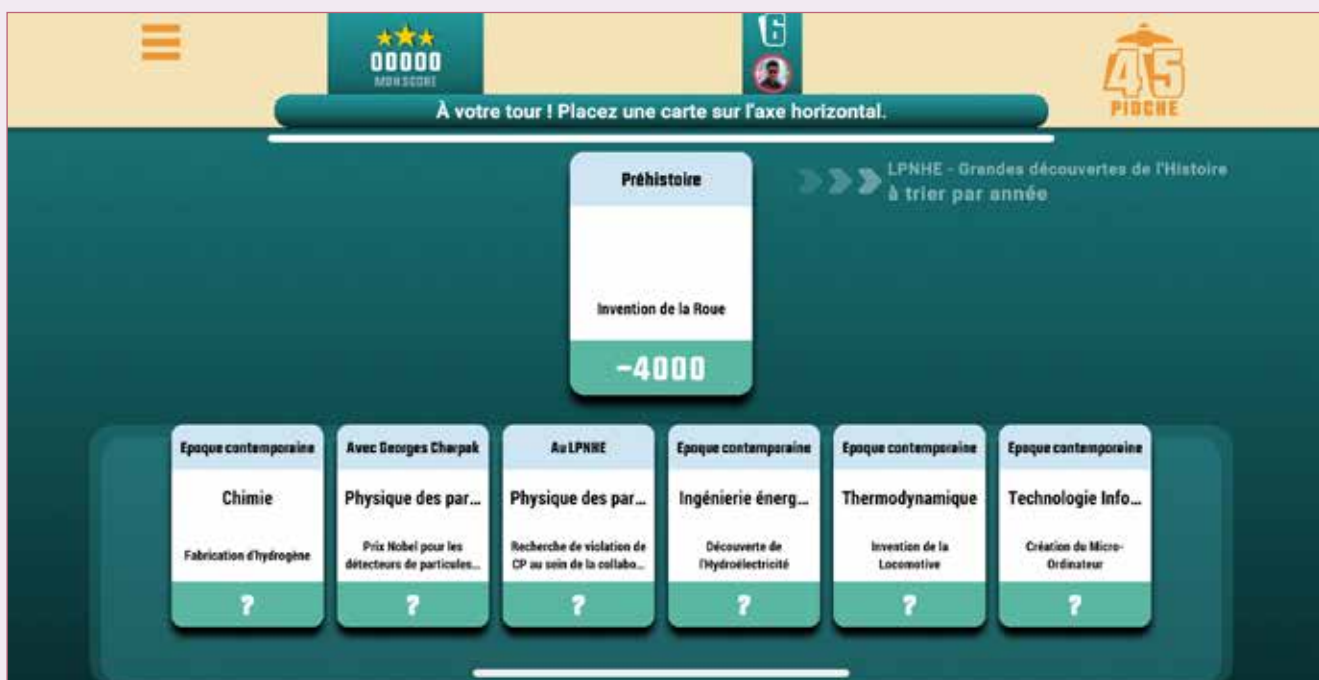 00000
MON SCORE
6
45
PIOCHE
À votre tour ! Placez une carte sur l'axe horizontal.
Préhistoire
Invention de la Roue
-4000
LPNHE - Grandes découvertes de l'Histoire
à trier par année
Epoque contemporaine
Chimie
Fabrication d'hydrogène
?
Avec Georges Charpak
Physique des par...
Prix Nobel pour les
détecteurs de particules...
?
Au LPNHE
Physique des par...
Recherche de violation de
CP au sein de la collabo...
?
Epoque contemporaine
Ingénierie énerg...
Découverte de
l'Hydroélectricité
?
Epoque contemporaine
Thermodynamique
Invention de la
Locomotive
?
Epoque contemporaine
Technologie Info...
Création du Micro-
Ordinateur
?